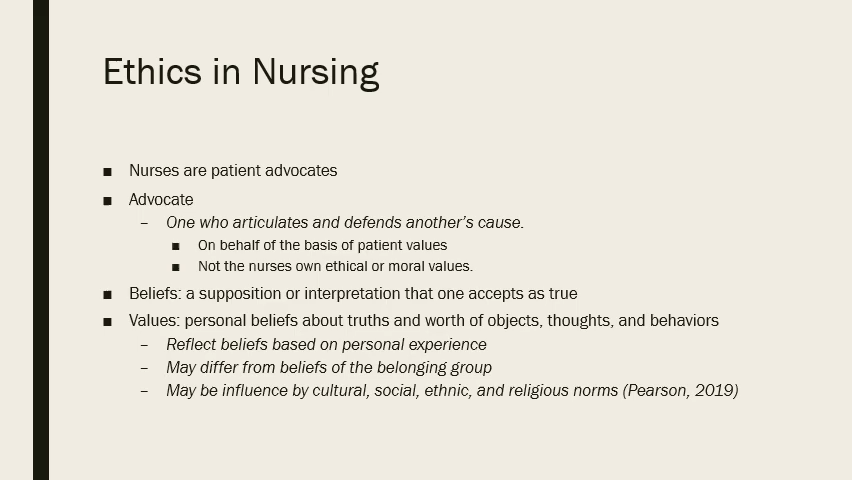 Ethics in Nursing
■ Nurses are patient advocates
■ Advocate
– One who articulates and defends another’s cause.
■ On behalf of the basis of patient values
■ Not the nurses own ethical or moral values.
■ Beliefs: a supposition or interpretation that one accepts as true
■ Values: personal beliefs about truths and worth of objects, thoughts, and behaviors
– Reflect beliefs based on personal experience
– May differ from beliefs of the belonging group
– May be influence by cultural, social, ethnic, and religious norms (Pearson, 2019)